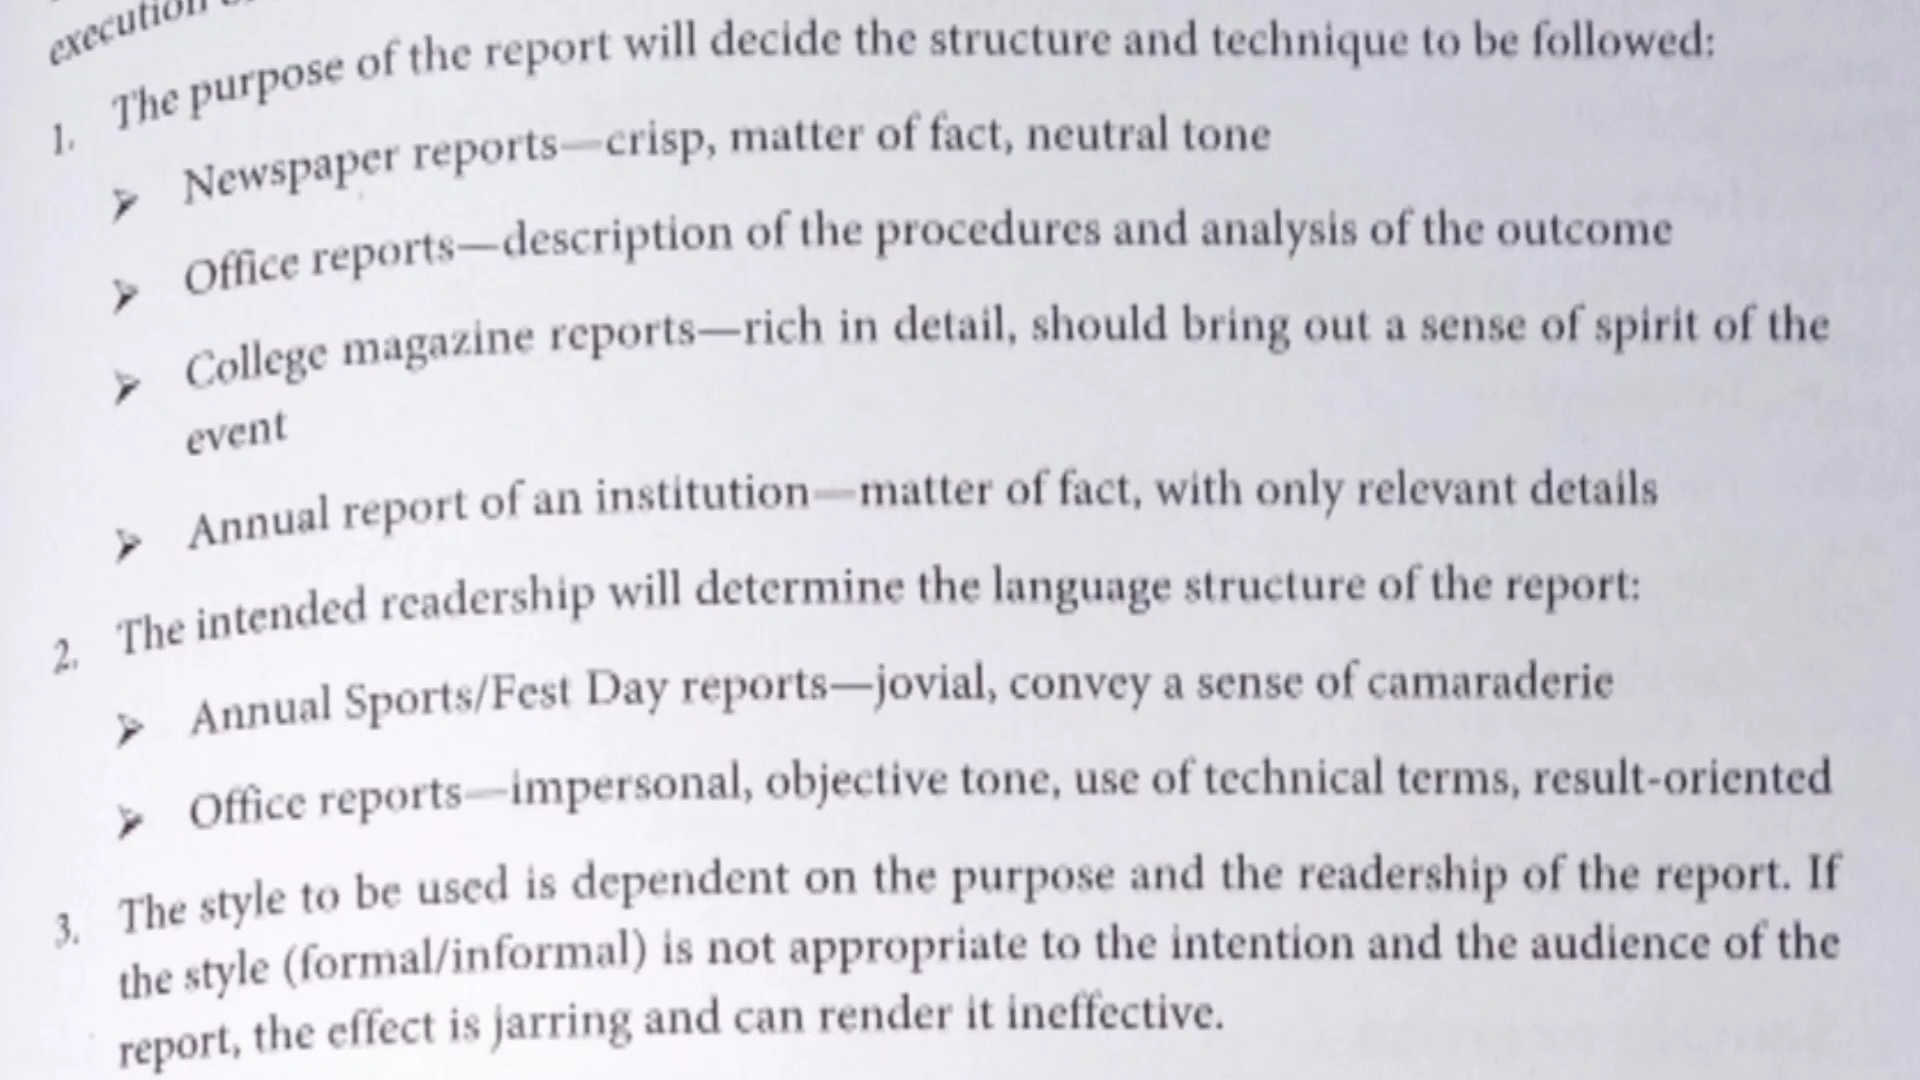 execution
1. The purpose of the report will decide the structure and technique to be followed:
➢ Newspaper reports—crisp, matter of fact, neutral tone
➢ Office reports—description of the procedures and analysis of the outcome
➢ College magazine reports—rich in detail, should bring out a sense of spirit of the
event
➢ Annual report of an institution—matter of fact, with only relevant details
2. The intended readership will determine the language structure of the report:
➢ Annual Sports/Fest Day reports—jovial, convey a sense of camaraderie
➢ Office reports—impersonal, objective tone, use of technical terms, result-oriented
3. The style to be used is dependent on the purpose and the readership of the report. If
the style (formal/informal) is not appropriate to the intention and the audience of the
report, the effect is jarring and can render it ineffective.